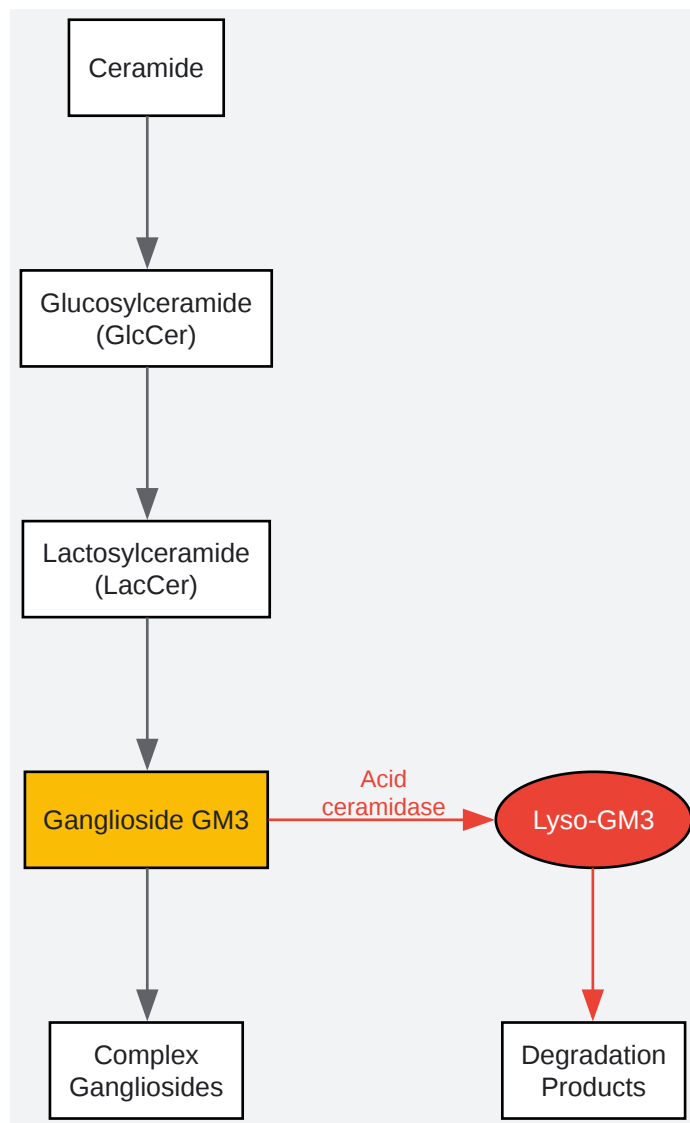 Ceramide
Glucosylceramide
(GlcCer)
Lactosylceramide
(LacCer)
Ganglioside GM3
Acid
ceramidase
Lyso-GM3
Complex
Gangliosides
Degradation
Products